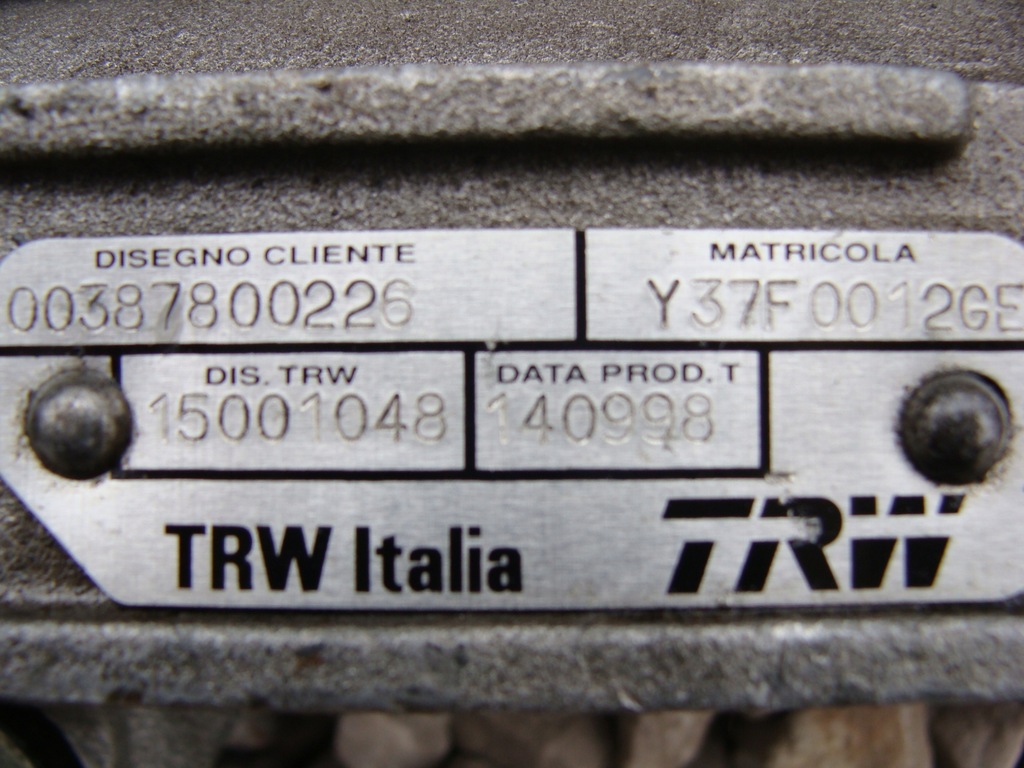 DISEGNO CLIENTE MATRICOLA
00387800226 Y37F0012GE
DIS. TRW DATA PROD. T
15001048 140998
TRW Italia TRW